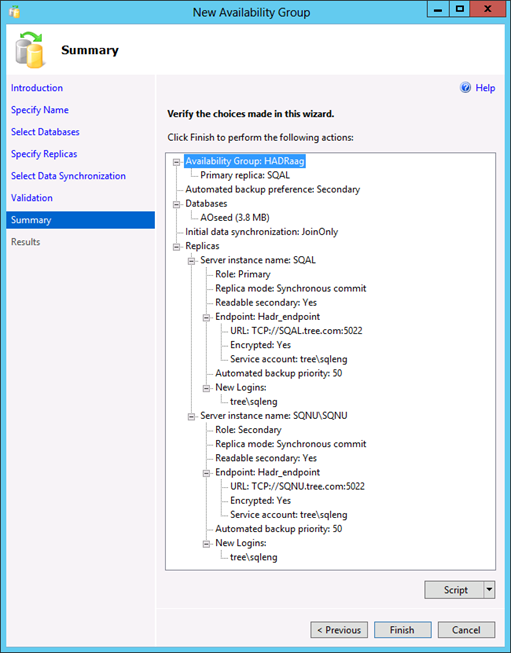 New Availability Group
Summary
Introduction
Specify Name
Select Databases
Specify Replicas
Select Data Synchronization
Validation
Summary
Results
Help
Verify the choices made in this wizard.
Click Finish to perform the following actions:
Availability Group: HADRaag
Primary replica: SQAL
Automated backup preference: Secondary
Databases
AOseed (3.8 MB)
Initial data synchronization: JoinOnly
Replicas
Server instance name: SQAL
Role: Primary
Replica mode: Synchronous commit
Readable secondary: Yes
Endpoint: Hadr_endpoint
URL: TCP://SQAL.tree.com:5022
Encrypted: Yes
Service account: tree\sqleng
Automated backup priority: 50
New Logins:
tree\sqleng
Server instance name: SQNU\SQNU
Role: Secondary
Replica mode: Synchronous commit
Readable secondary: Yes
Endpoint: Hadr_endpoint
URL: TCP://SQNU.tree.com:5022
Encrypted: Yes
Service account: tree\sqleng
Automated backup priority: 50
New Logins:
tree\sqleng
Script
< Previous
Finish
Cancel